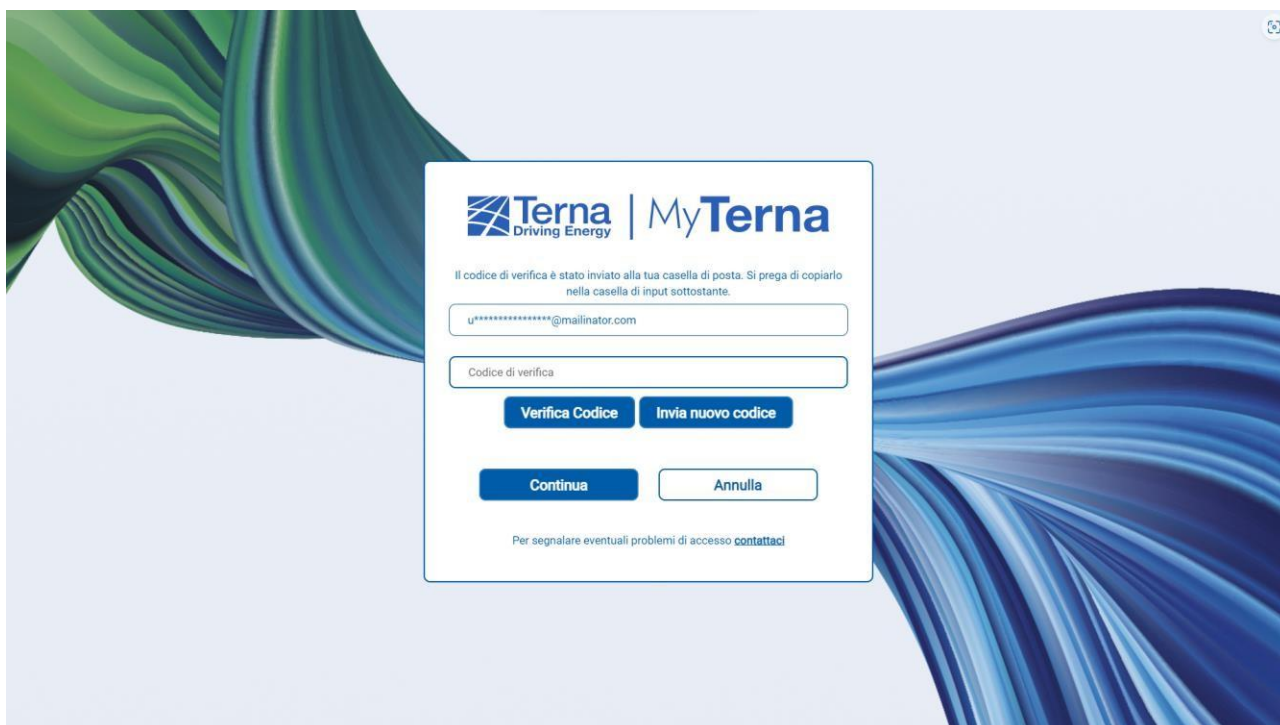 Terna
Driving Energy
MyTerna
Il codice di verifica è stato inviato alla tua casella di posta. Si prega di copiarlo
nella casella di input sottostante.
u****************@mailinator.com
Codice di verifica
Verifica Codice Invia nuovo codice
Continua Annulla
Per segnalare eventuali problemi di accesso contattaci